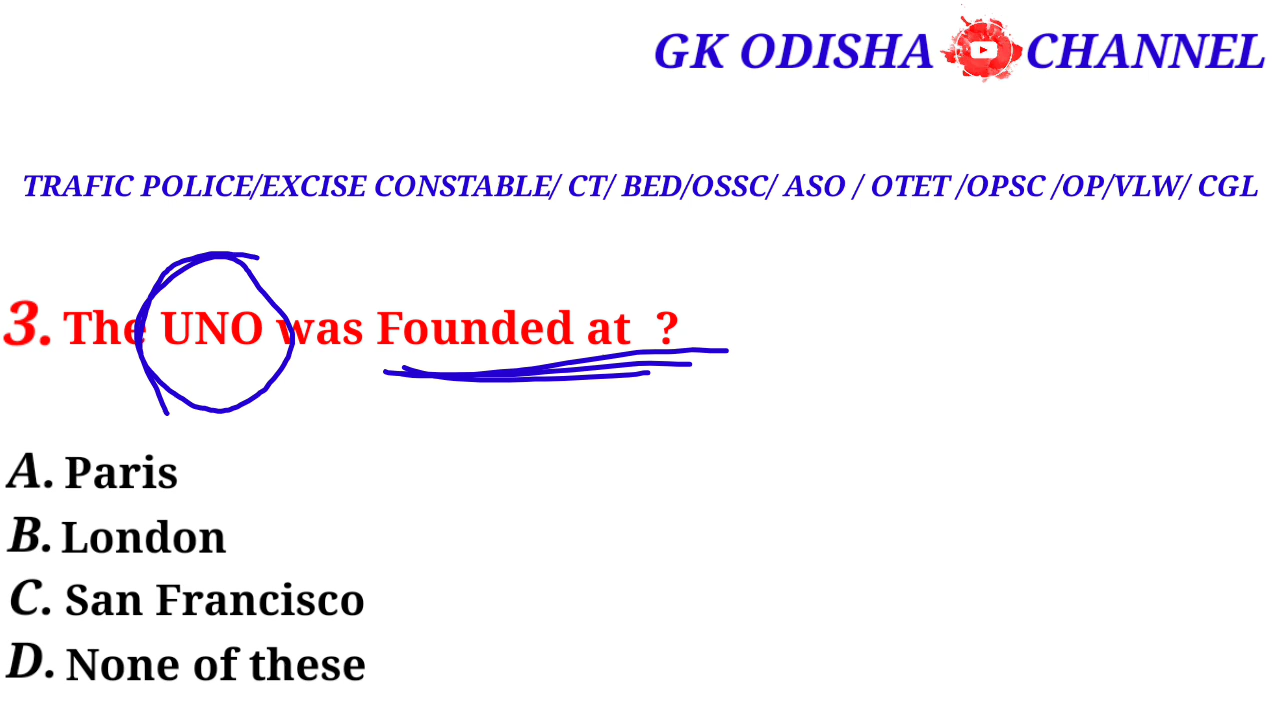 GK ODISHA CHANNEL
TRAFIC POLICE/EXCISE CONSTABLE/ CT/ BED/OSSC/ ASO / OTET /OPSC /OP/VLW/ CGL
3. The UNO was Founded at ?
A. Paris
B. London
C. San Francisco
D. None of these